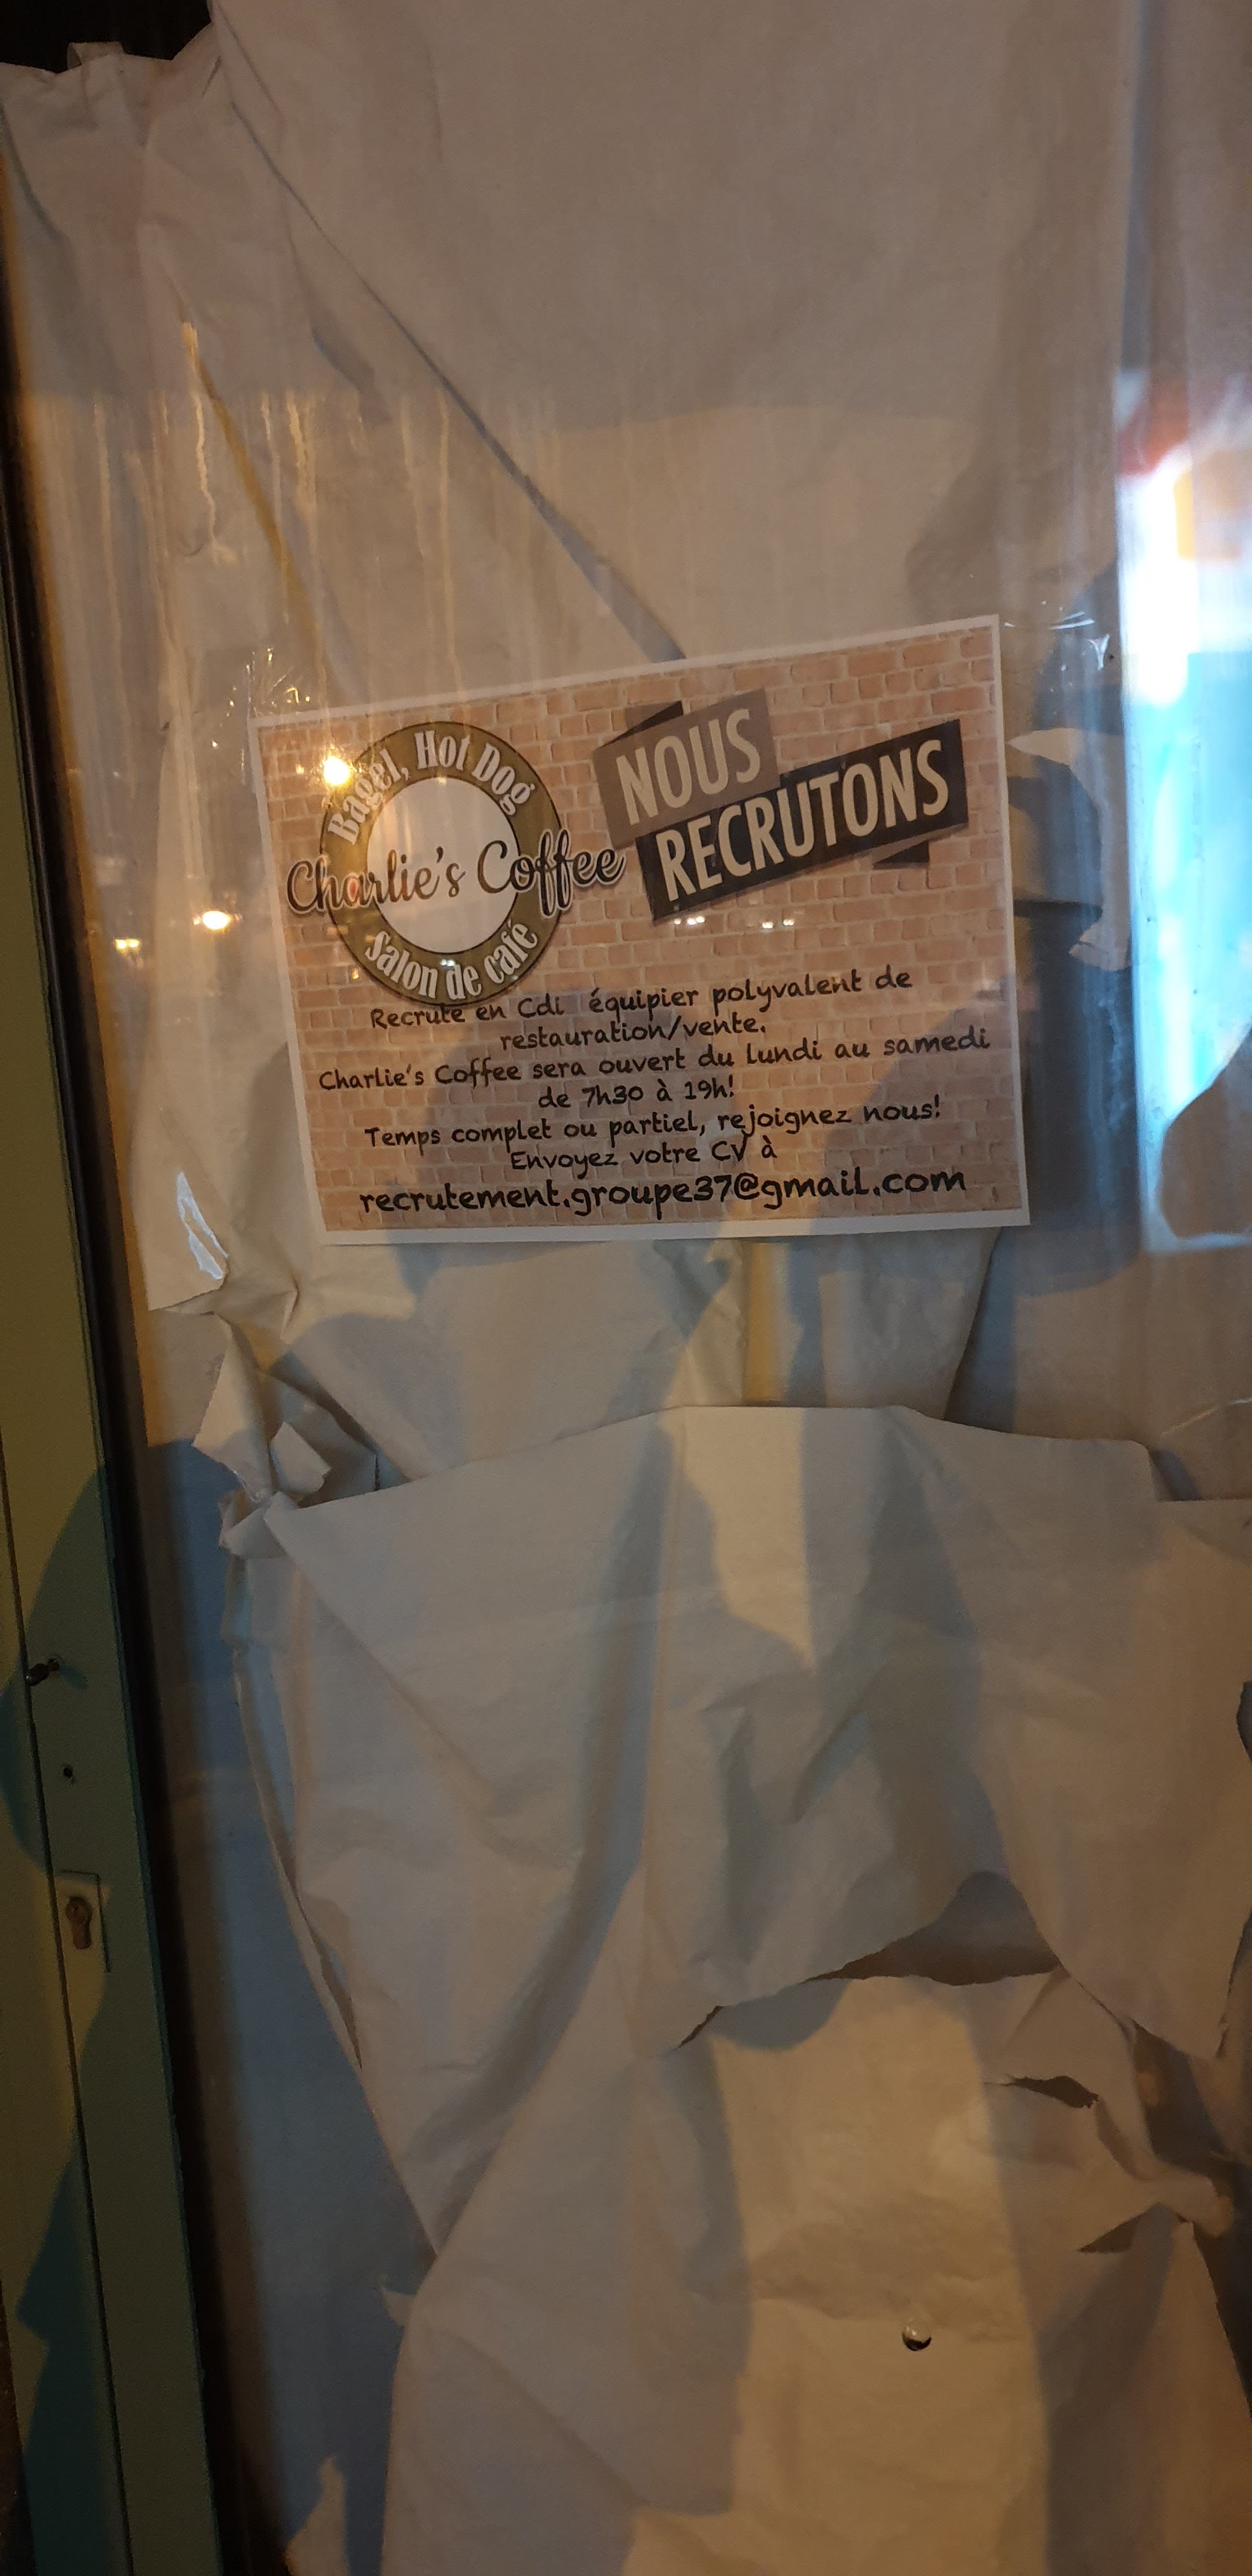 Bagel, Hot Dog
Charlie's Coffee
Salon de café
NOUS
RECRUTONS
Recrute en Cdi équipier polyvalent de
restauration/vente.
Charlie's Coffee sera ouvert du lundi au samedi
de 7h30 à 19h!
Temps complet ou partiel, rejoignez nous!
Envoyez votre CV à
recrutement.groupe37@gmail.com